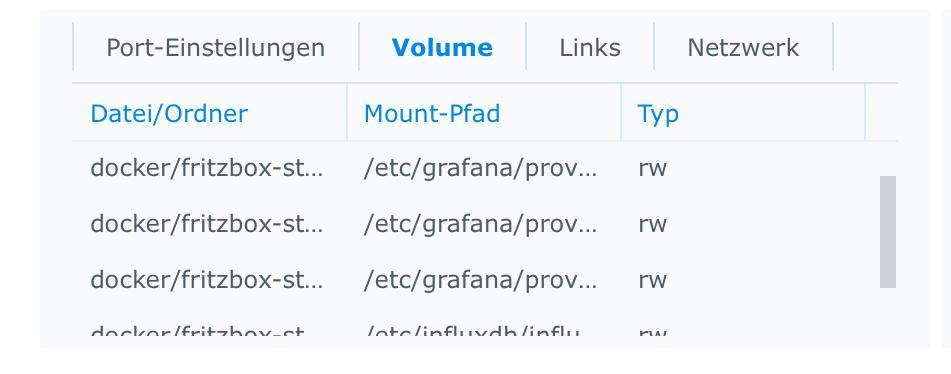 Port-Einstellungen Volume Links Netzwerk
Datei/Ordner Mount-Pfad Typ
docker/fritzbox-st... /etc/grafana/prov... rw
docker/fritzbox-st... /etc/grafana/prov... rw
docker/fritzbox-st... /etc/grafana/prov... rw
docker/fritzbox-st... /etc/influxdb/influ... rw